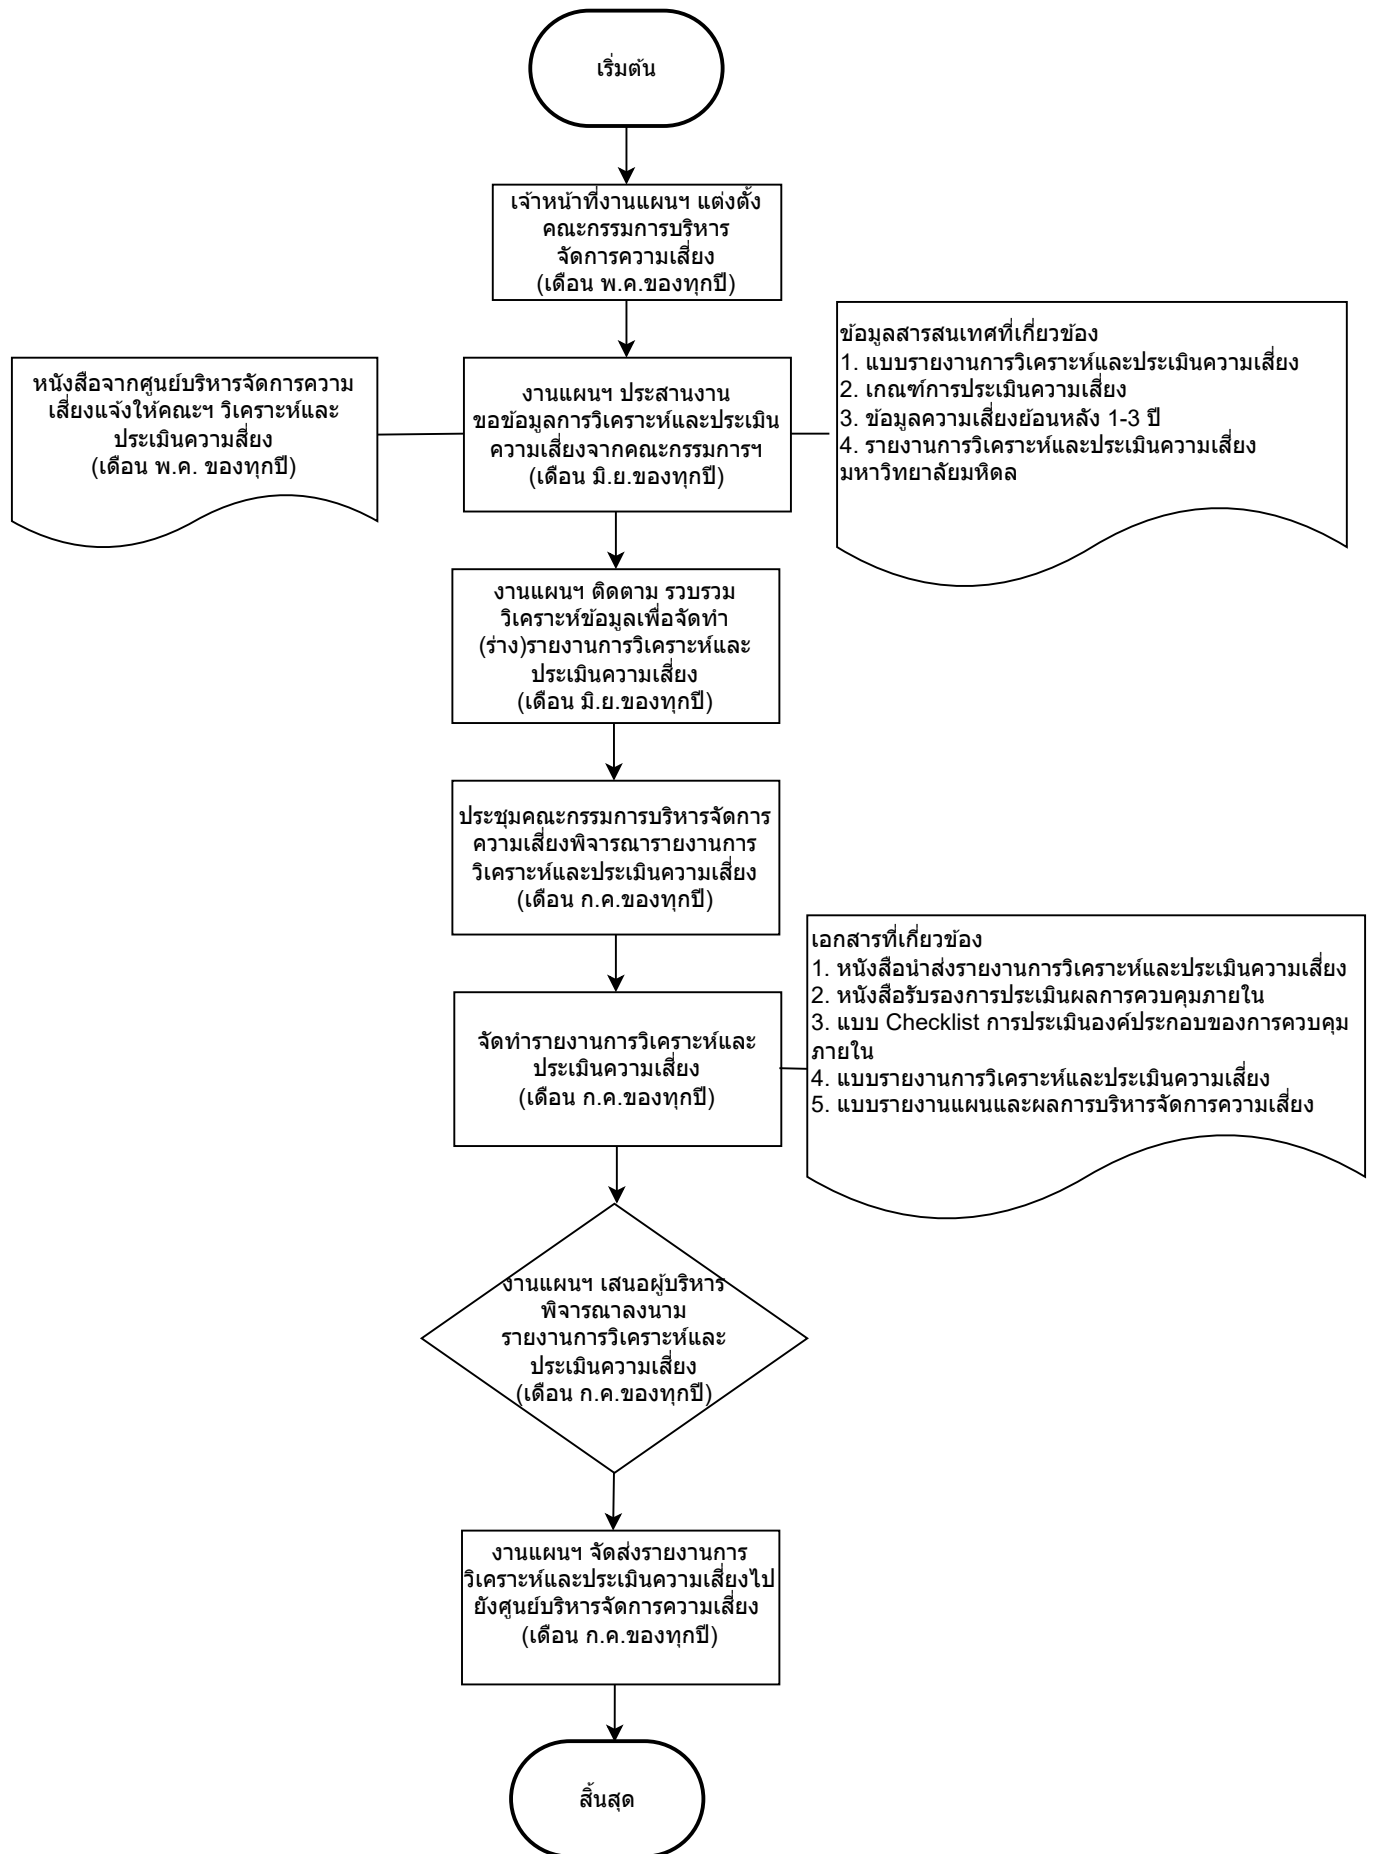 เริ่มต้น
เจ้าหน้าที่งานแผนฯ แต่งตั้ง
คณะกรรมการบริหาร
จัดการความเสี่ยง
(เดือน พ.ค.ของทุกปี)
หนังสือจากศูนย์บริหารจัดการความ
เสี่ยงแจ้งให้คณะฯ วิเคราะห์และ
ประเมินความสี่ยง
(เดือน พ.ค. ของทุกปี)
งานแผนฯ ประสานงาน
ขอข้อมูลการวิเคราะห์และประเมิน
ความเสี่ยงจากคณะกรรมการฯ
(เดือน มิ.ย.ของทุกปี)
ข้อมูลสารสนเทศที่เกี่ยวข้อง
1. แบบรายงานการวิเคราะห์และประเมินความเสี่ยง
2. เกณฑ์การประเมินความเสี่ยง
3. ข้อมูลความเสี่ยงย้อนหลัง 1-3 ปี
4. รายงานการวิเคราะห์และประเมินความเสี่ยง
มหาวิทยาลัยมหิดล
งานแผนฯ ติดตาม รวบรวม
วิเคราะห์ข้อมูลเพื่อจัดทำ
(ร่าง)รายงานการวิเคราะห์และ
ประเมินความเสี่ยง
(เดือน มิ.ย.ของทุกปี)
ประชุมคณะกรรมการบริหารจัดการ
ความเสี่ยงพิจารณารายงานการ
วิเคราะห์และประเมินความเสี่ยง
(เดือน ก.ค.ของทุกปี)
จัดทำรายงานการวิเคราะห์และ
ประเมินความเสี่ยง
(เดือน ก.ค.ของทุกปี)
เอกสารที่เกี่ยวข้อง
1. หนังสือนำส่งรายงานการวิเคราะห์และประเมินความเสี่ยง
2. หนังสือรับรองการประเมินผลการควบคุมภายใน
3. แบบ Checklist การประเมินองค์ประกอบของการควบคุม
ภายใน
4. แบบรายงานการวิเคราะห์และประเมินความเสี่ยง
5. แบบรายงานแผนและผลการบริหารจัดการความเสี่ยง
งานแผนฯ เสนอผู้บริหาร
พิจารณาลงนาม
รายงานการวิเคราะห์และ
ประเมินความเสี่ยง
(เดือน ก.ค.ของทุกปี)
งานแผนฯ จัดส่งรายงานการ
วิเคราะห์และประเมินความเสี่ยงไป
ยังศูนย์บริหารจัดการความเสี่ยง
(เดือน ก.ค.ของทุกปี)
สิ้นสุด